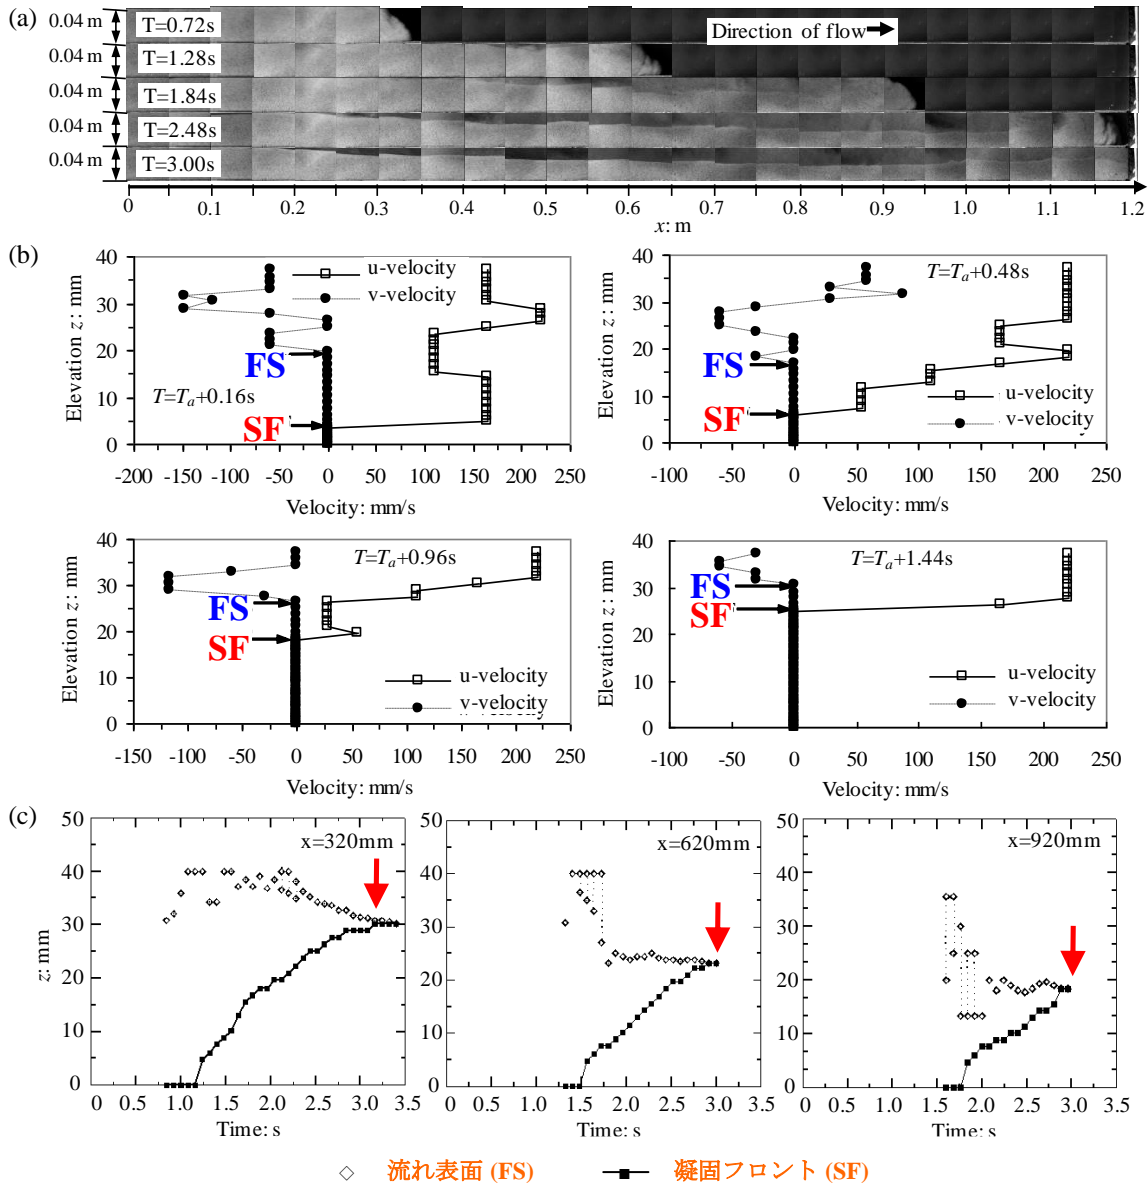 (a)
0.04 m T=0.72s Direction of flow
0.04 m T=1.28s
0.04 m T=1.84s
0.04 m T=2.48s
0.04 m T=3.00s
0 0.1 0.2 0.3 0.4 0.5 0.6 0.7 0.8 0.9 1.0 1.1 1.2
x: m
(b)
Elevation z: mm
40
30
20
10
0
u-velocity
v-velocity
FS
T=Ta+0.16s
SF
-200 -150 -100 -50 0 50 100 150 200 250
Velocity: mm/s
Elevation z: mm
40
30
20
10
0
T=Ta+0.48s
FS
SF
u-velocity
v-velocity
-100 -50 0 50 100 150 200 250
Velocity: mm/s
Elevation z: mm
40
30
20
10
0
T=Ta+0.96s
FS
SF
u-velocity
v-velocity
-150 -100 -50 0 50 100 150 200 250
Velocity: mm/s
Elevation z: mm
40
30
20
10
0
T=Ta+1.44s
FS
SF
u-velocity
v-velocity
-100 -50 0 50 100 150 200 250
Velocity: mm/s
(c)
z: mm
50
40
30
20
10
0
x=320mm
0 0.5 1.0 1.5 2.0 2.5 3.0 3.5
Time: s
50
40
30
20
10
0
x=620mm
0 0.5 1.0 1.5 2.0 2.5 3.0 3.5
Time: s
50
40
30
20
10
0
x=920mm
0 0.5 1.0 1.5 2.0 2.5 3.0 3.5
Time: s
流れ表面 (FS) 凝固フロント (SF)